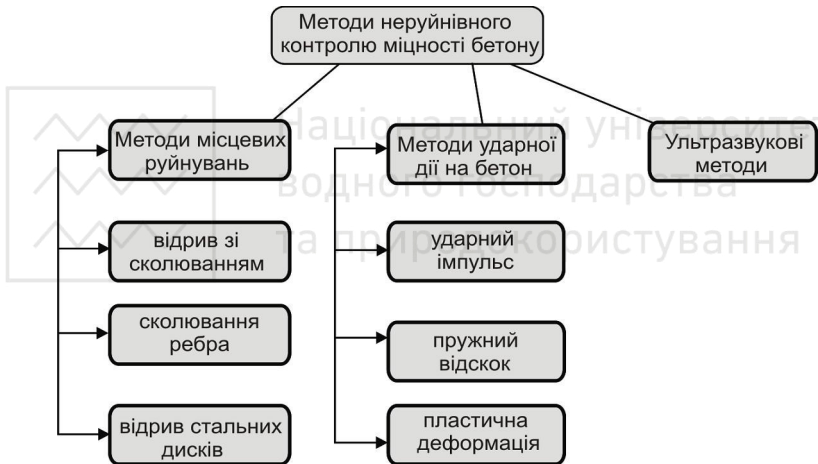 Методи неруйнівного
контролю міцності бетону
Методи місцевих
руйнувань
відрив зі
сколюванням
сколювання
ребра
відрив стальних
дисків
Методи ударної
дії на бетон
ударний
імпульс
пружний
відскок
пластична
деформація
Ультразвукові
методи
Національний університе
водного господарства
та природокористування